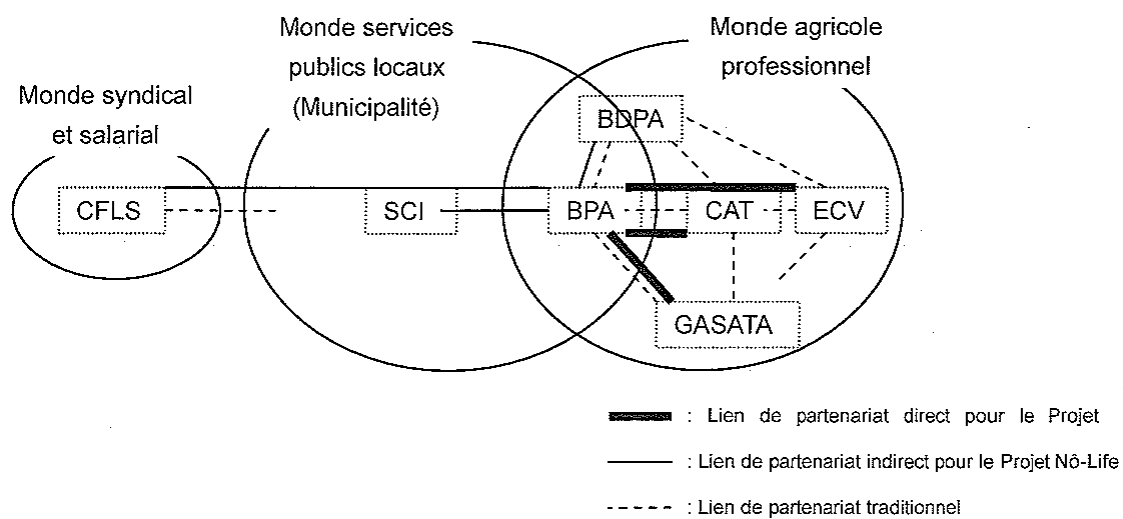 Monde services
publics locaux
(Municipalité)
Monde agricole
professionnel
Monde syndical
et salarial
BDPA
CFLS
SCI
BPA
CAT
ECV
GASATA
: Lien de partenariat direct pour le Projet
: Lien de partenariat indirect pour le Projet Nô-Life
: Lien de partenariat traditionnel